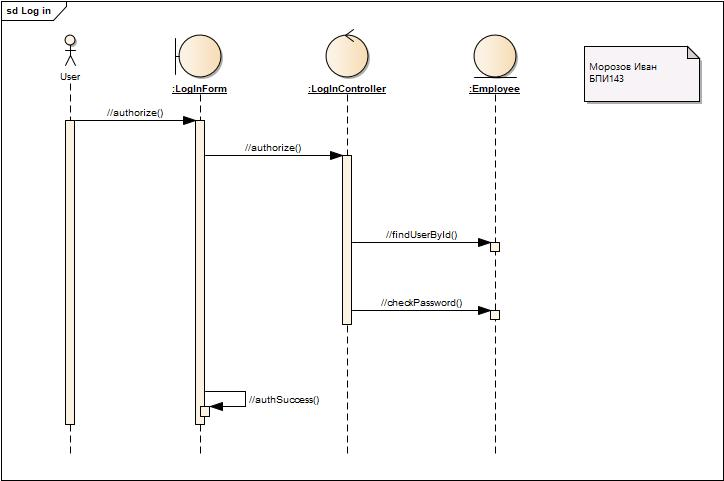 sd Log in
User
:LogInForm
:LogInController
:Employee
Морозов Иван
БПИ143
//authorize()
//authorize()
//findUserById()
//checkPassword()
//authSuccess()